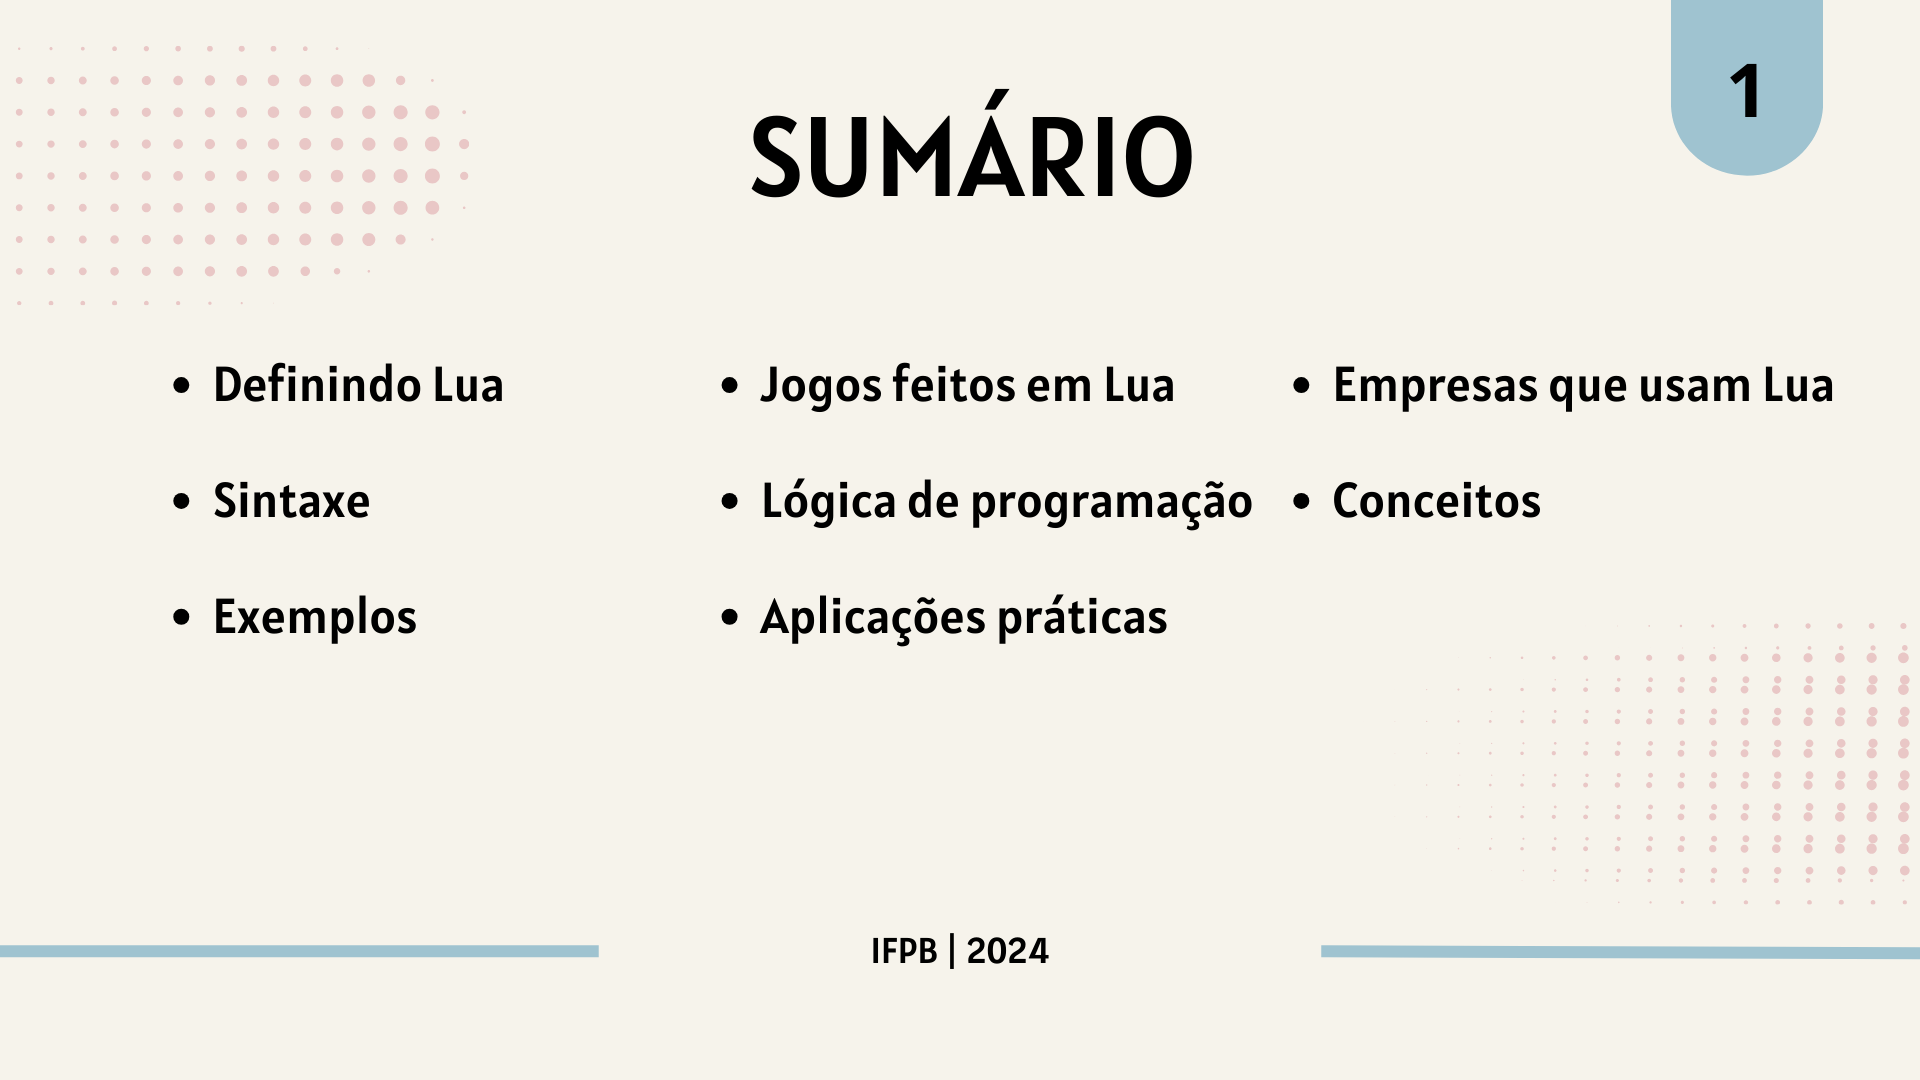 1
SUMÁRIO
• Definindo Lua
• Sintaxe
• Exemplos
• Jogos feitos em Lua
• Lógica de programação
• Aplicações práticas
• Empresas que usam Lua
• Conceitos
IFPB | 2024